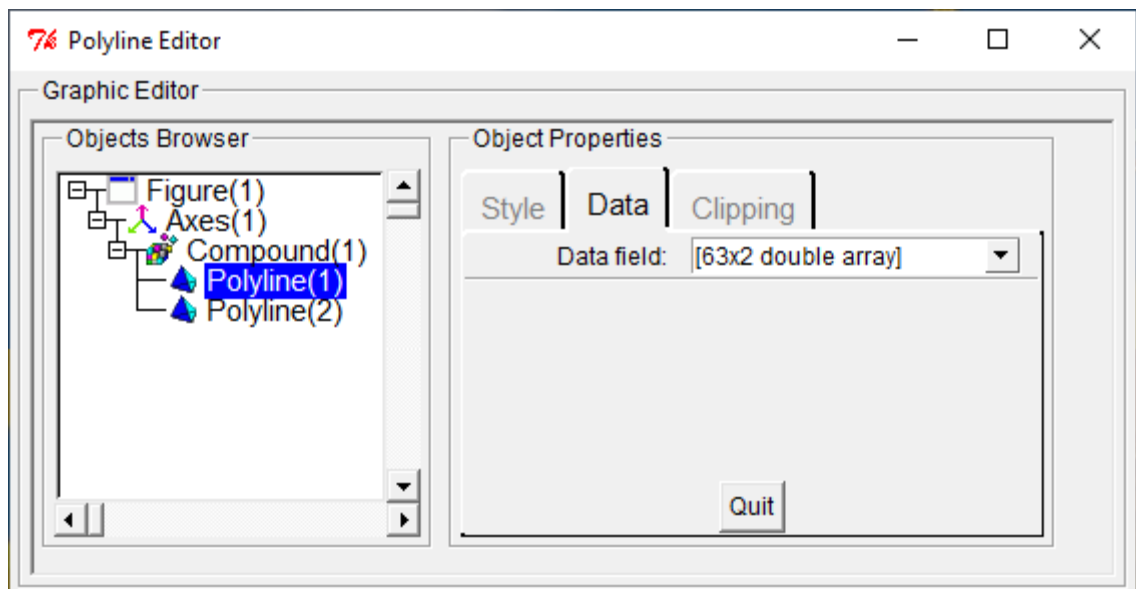 Polyline Editor
Graphic Editor
Objects Browser
Figure(1)
Axes(1)
Compound(1)
Polyline(1)
Polyline(2)
Object Properties
Style Data Clipping
Data field: [63x2 double array]
Quit